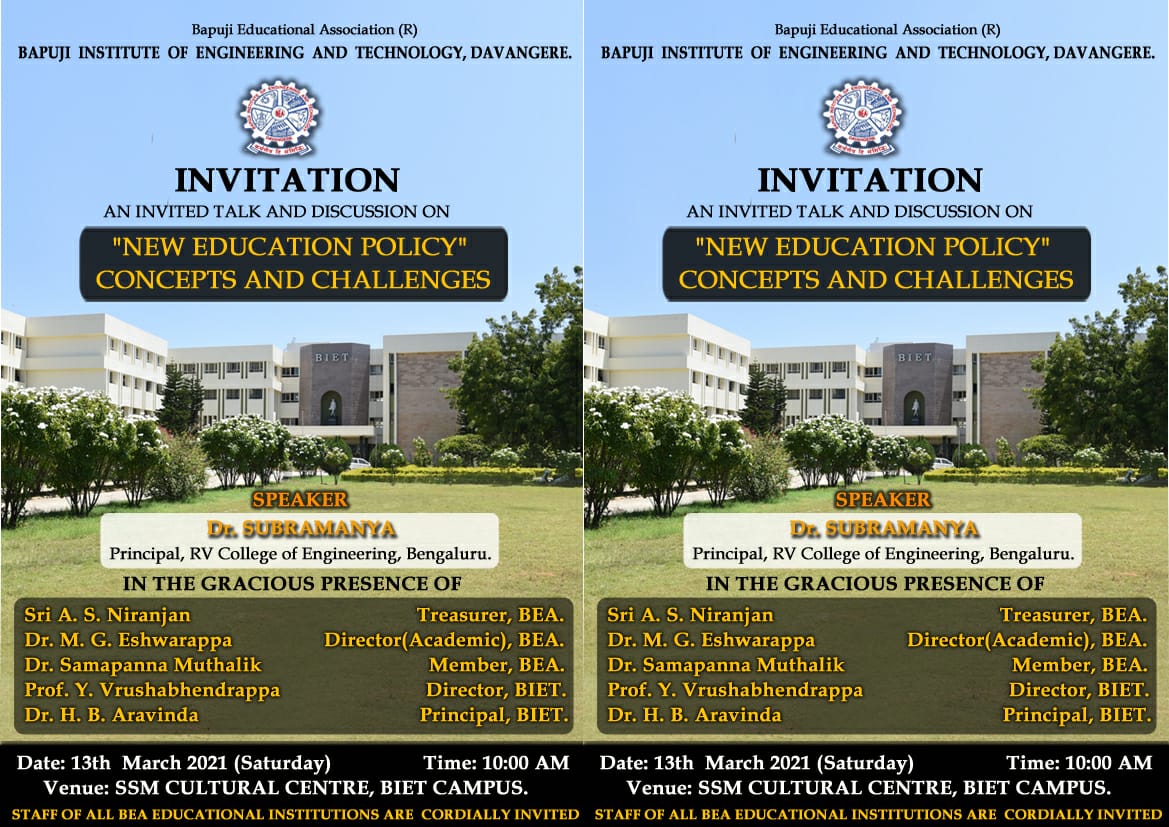 Bapuji Educational Association (R)
BAPUJI INSTITUTE OF ENGINEERING AND TECHNOLOGY, DAVANGERE.
INVITATION
AN INVITED TALK AND DISCUSSION ON
"NEW EDUCATION POLICY"
CONCEPTS AND CHALLENGES
BIET
SPEAKER
Dr. SUBRAMANYA
Principal, RV College of Engineering, Bengaluru.
IN THE GRACIOUS PRESENCE OF
Sri A. S. Niranjan Treasurer, BEA.
Dr. M. G. Eshwarappa Director(Academic), BEA.
Dr. Samapanna Muthalik Member, BEA.
Prof. Y. Vrushabhendrappa Director, BIET.
Dr. H. B. Aravinda Principal, BIET.
Date: 13th March 2021 (Saturday) Time: 10:00 AM
Venue: SSM CULTURAL CENTRE, BIET CAMPUS.
STAFF OF ALL BEA EDUCATIONAL INSTITUTIONS ARE CORDIALLY INVITED
Bapuji Educational Association (R)
BAPUJI INSTITUTE OF ENGINEERING AND TECHNOLOGY, DAVANGERE.
INVITATION
AN INVITED TALK AND DISCUSSION ON
"NEW EDUCATION POLICY"
CONCEPTS AND CHALLENGES
BIET
SPEAKER
Dr. SUBRAMANYA
Principal, RV College of Engineering, Bengaluru.
IN THE GRACIOUS PRESENCE OF
Sri A. S. Niranjan Treasurer, BEA.
Dr. M. G. Eshwarappa Director(Academic), BEA.
Dr. Samapanna Muthalik Member, BEA.
Prof. Y. Vrushabhendrappa Director, BIET.
Dr. H. B. Aravinda Principal, BIET.
Date: 13th March 2021 (Saturday) Time: 10:00 AM
Venue: SSM CULTURAL CENTRE, BIET CAMPUS.
STAFF OF ALL BEA EDUCATIONAL INSTITUTIONS ARE CORDIALLY INVITED